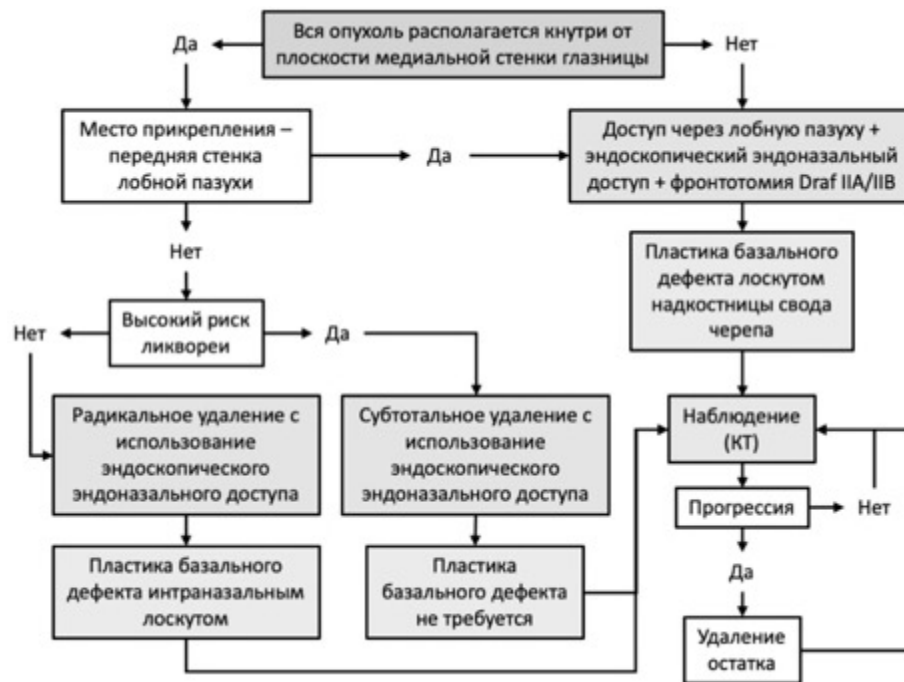 Вся опухоль располагается кнутри от
плоскости медиальной стенки глазницы
Да
Нет
Место прикрепления –
передняя стенка
лобной пазухи
Да
Доступ через лобную пазуху +
эндоскопический эндоназальный
доступ + фронтотомия Draf IIA/IIB
Нет
Пластика базального
дефекта лоскутом
надкостницы свода
черепа
Нет
Высокий риск
ликвореи
Да
Радикальное удаление с
использование
эндоскопического
эндоназального доступа
Субтотальное удаление с
использование
эндоскопического
эндоназального доступа
Наблюдение
(КТ)
Прогрессия
Нет
Пластика базального
дефекта интраназальным
лоскутом
Пластика
базального дефекта
не требуется
Да
Удаление
остатка